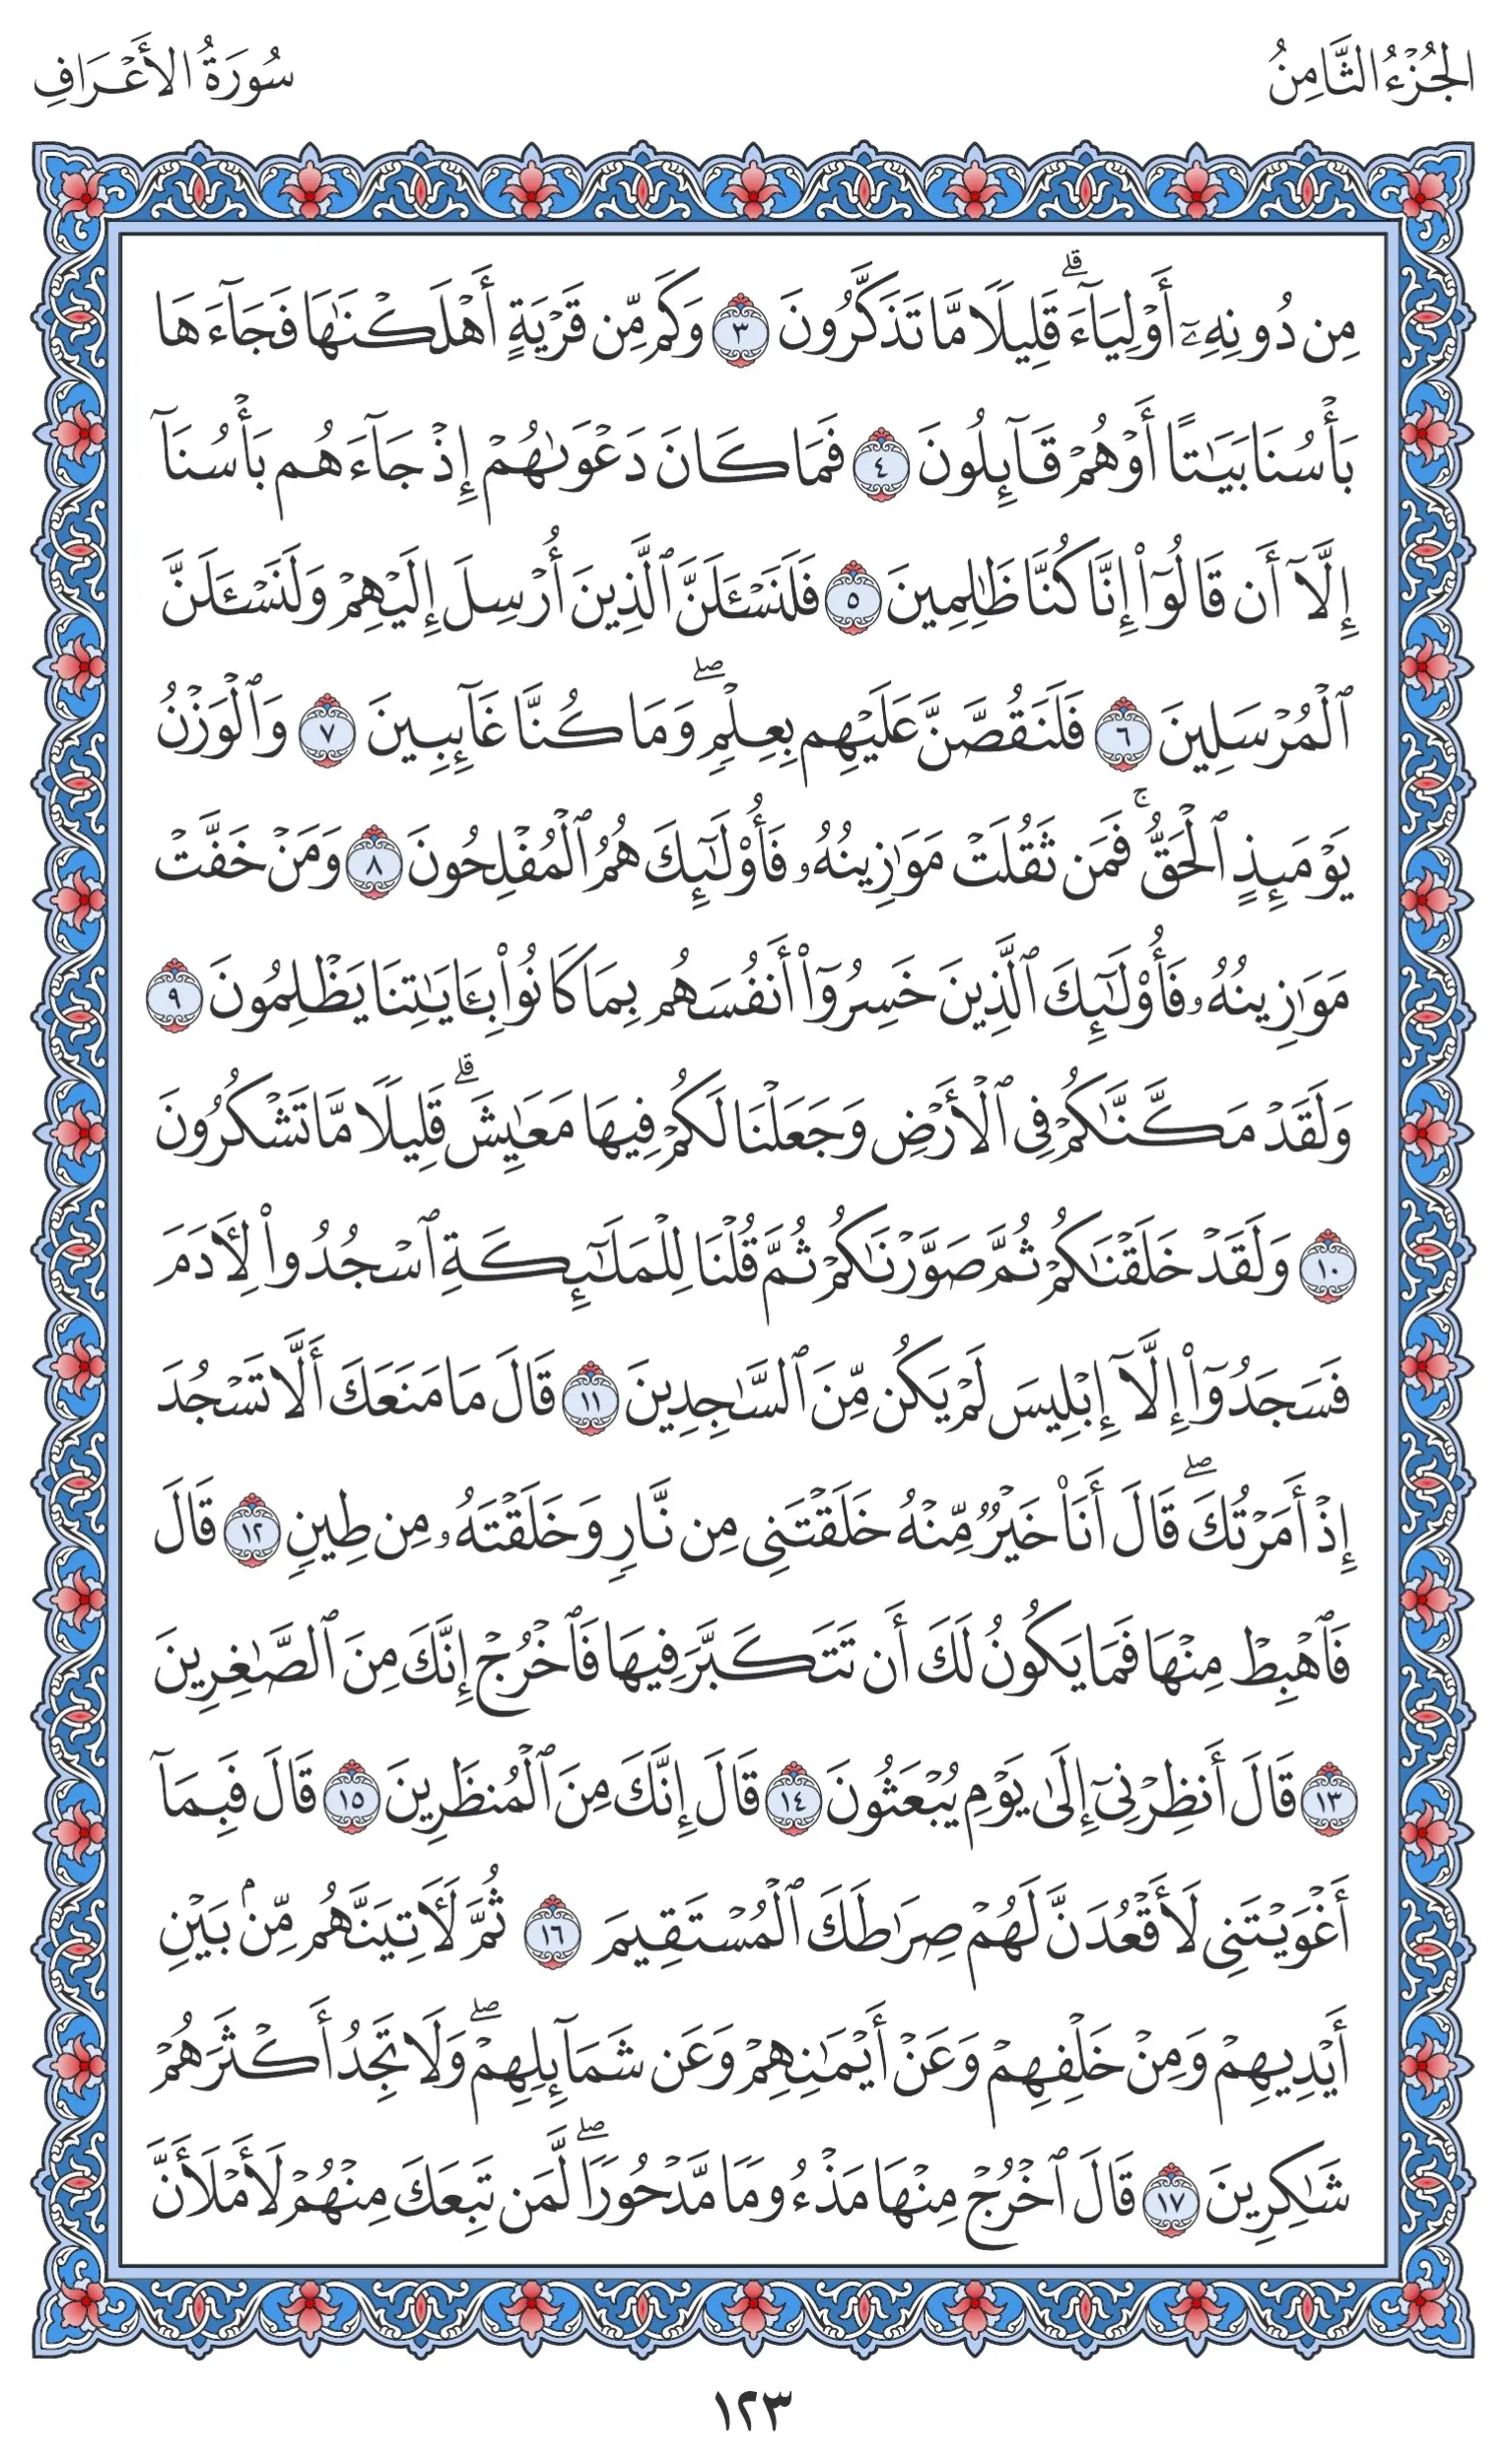 الجُزْءُ الثَّامِنُ
سُورَةُ الأَعْرَافِ
مِن دُونِهِۦٓ أَوْلِيَآءَۗ قَلِيلًا مَّا تَذَكَّرُونَ ٣ وَكَم مِّن قَرْيَةٍ أَهْلَكْنَٰهَا فَجَآءَهَا
بَأْسُنَا بَيَٰتًا أَوْ هُمْ قَآئِلُونَ ٤ فَمَا كَانَ دَعْوَىٰهُمْ إِذْ جَآءَهُم بَأْسُنَآ
إِلَّآ أَن قَالُوٓا۟ إِنَّا كُنَّا ظَٰلِمِينَ ٥ فَلَنَسْـَٔلَنَّ ٱلَّذِينَ أُرْسِلَ إِلَيْهِمْ وَلَنَسْـَٔلَنَّ
ٱلْمُرْسَلِينَ ٦ فَلَنَقُصَّنَّ عَلَيْهِم بِعِلْمٍۖ وَمَا كُنَّا غَآئِبِينَ ٧ وَٱلْوَزْنُ
يَوْمَئِذٍ ٱلْحَقُّۚ فَمَن ثَقُلَتْ مَوَٰزِينُهُۥ فَأُو۟لَٰٓئِكَ هُمُ ٱلْمُفْلِحُونَ ٨ وَمَنْ خَفَّتْ
مَوَٰزِينُهُۥ فَأُو۟لَٰٓئِكَ ٱلَّذِينَ خَسِرُوٓا۟ أَنفُسَهُم بِمَا كَانُوا۟ بِـَٔايَٰتِنَا يَظْلِمُونَ ٩
وَلَقَدْ مَكَّنَّٰكُمْ فِى ٱلْأَرْضِ وَجَعَلْنَا لَكُمْ فِيهَا مَعَٰيِشَۗ قَلِيلًا مَّا تَشْكُرُونَ
١٠ وَلَقَدْ خَلَقْنَٰكُمْ ثُمَّ صَوَّرْنَٰكُمْ ثُمَّ قُلْنَا لِلْمَلَٰٓئِكَةِ ٱسْجُدُوا۟ لِـَٔادَمَ
فَسَجَدُوٓا۟ إِلَّآ إِبْلِيسَ لَمْ يَكُن مِّنَ ٱلسَّٰجِدِينَ ١١ قَالَ مَا مَنَعَكَ أَلَّا تَسْجُدَ
إِذْ أَمَرْتُكَۖ قَالَ أَنَا۠ خَيْرٌ مِّنْهُ خَلَقْتَنِى مِن نَّارٍ وَخَلَقْتَهُۥ مِن طِينٍ ١٢ قَالَ
فَٱهْبِطْ مِنْهَا فَمَا يَكُونُ لَكَ أَن تَتَكَبَّرَ فِيهَا فَٱخْرُجْ إِنَّكَ مِنَ ٱلصَّٰغِرِينَ
١٣ قَالَ أَنظِرْنِىٓ إِلَىٰ يَوْمِ يُبْعَثُونَ ١٤ قَالَ إِنَّكَ مِنَ ٱلْمُنظَرِينَ ١٥ قَالَ فَبِمَآ
أَغْوَيْتَنِى لَأَقْعُدَنَّ لَهُمْ صِرَٰطَكَ ٱلْمُسْتَقِيمَ ١٦ ثُمَّ لَـَٔاتِيَنَّهُم مِّنۢ بَيْنِ
أَيْدِيهِمْ وَمِنْ خَلْفِهِمْ وَعَنْ أَيْمَٰنِهِمْ وَعَن شَمَآئِلِهِمْۖ وَلَا تَجِدُ أَكْثَرَهُمْ
شَٰكِرِينَ ١٧ قَالَ ٱخْرُجْ مِنْهَا مَذْءُومًا مَّدْحُورًاۖ لَّمَن تَبِعَكَ مِنْهُمْ لَأَمْلَأَنَّ
١٢٣